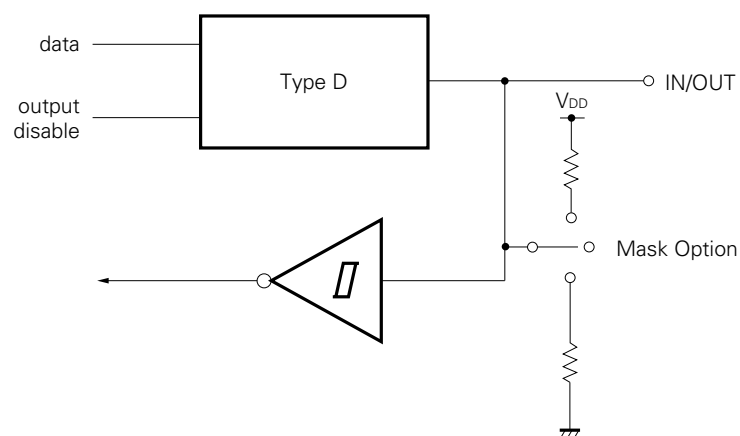 data
Type D
IN/OUT
output
disable
VDD
Mask Option